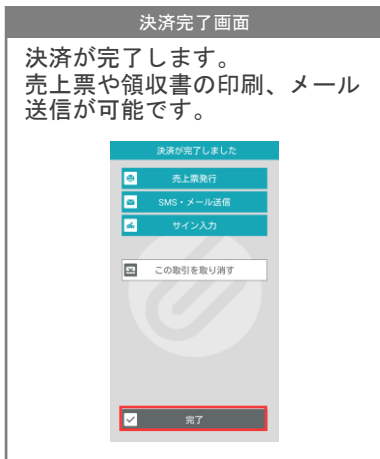 決済完了画面
決済が完了します。
売上票や領収書の印刷、メール
送信が可能です。
決済が完了しました
売上票発行
SMS・メール送信
サイン入力
この取引を取り消す
完了